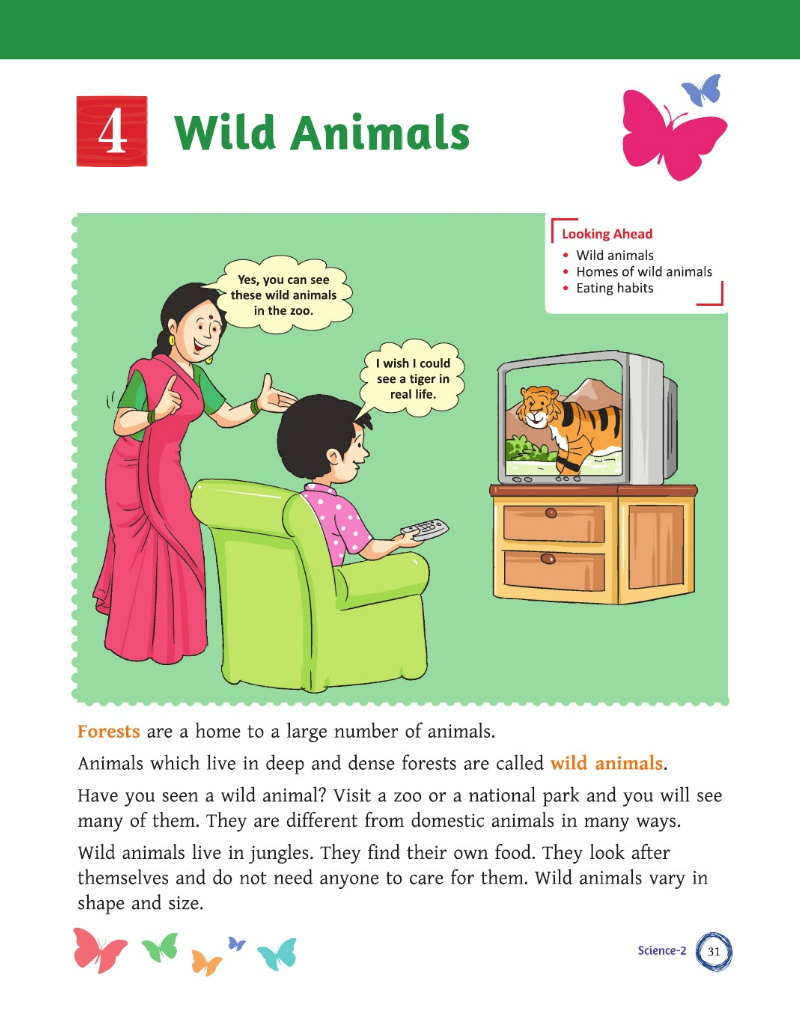 4 Wild Animals
Looking Ahead
• Wild animals
• Homes of wild animals
• Eating habits
Yes, you can see
these wild animals
in the zoo.
I wish I could
see a tiger in
real life.
Forests are a home to a large number of animals.
Animals which live in deep and dense forests are called wild animals.
Have you seen a wild animal? Visit a zoo or a national park and you will see
many of them. They are different from domestic animals in many ways.
Wild animals live in jungles. They find their own food. They look after
themselves and do not need anyone to care for them. Wild animals vary in
shape and size.
Science-2 31